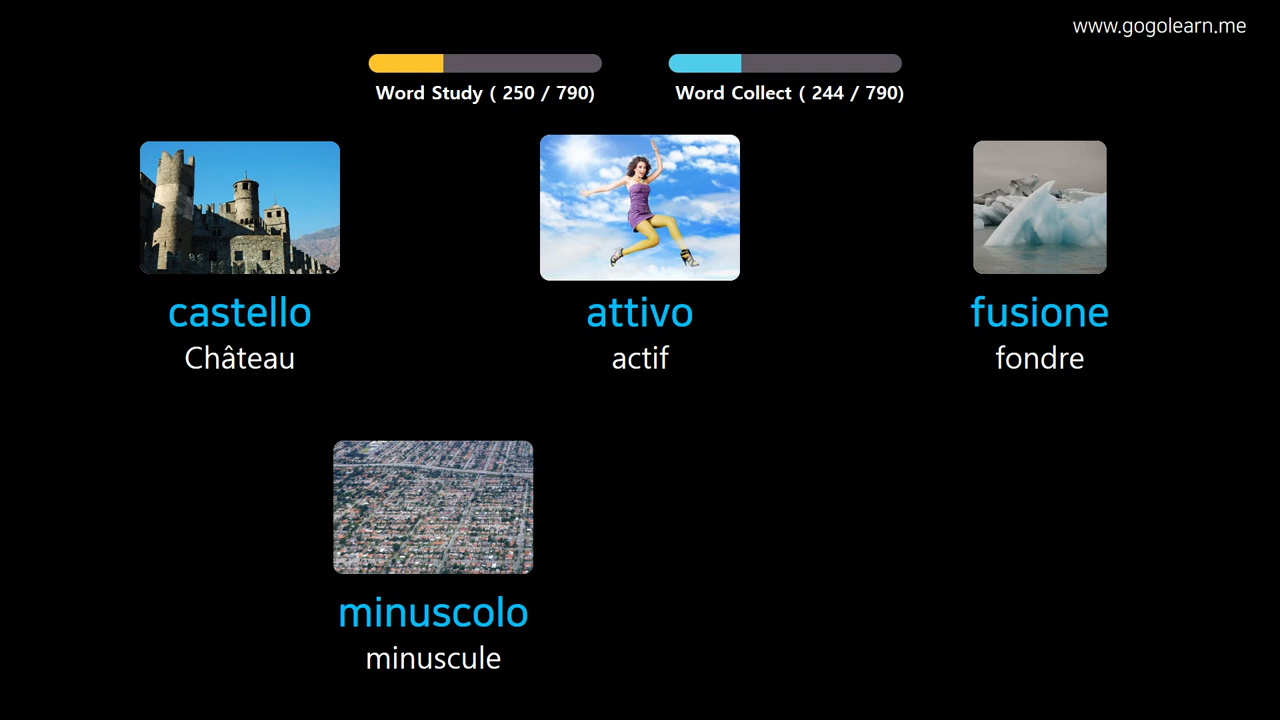 www.gogolearn.me
Word Study ( 250 / 790)
Word Collect ( 244 / 790)
castello
Château
attivo
actif
fusione
fondre
minuscolo
minuscule